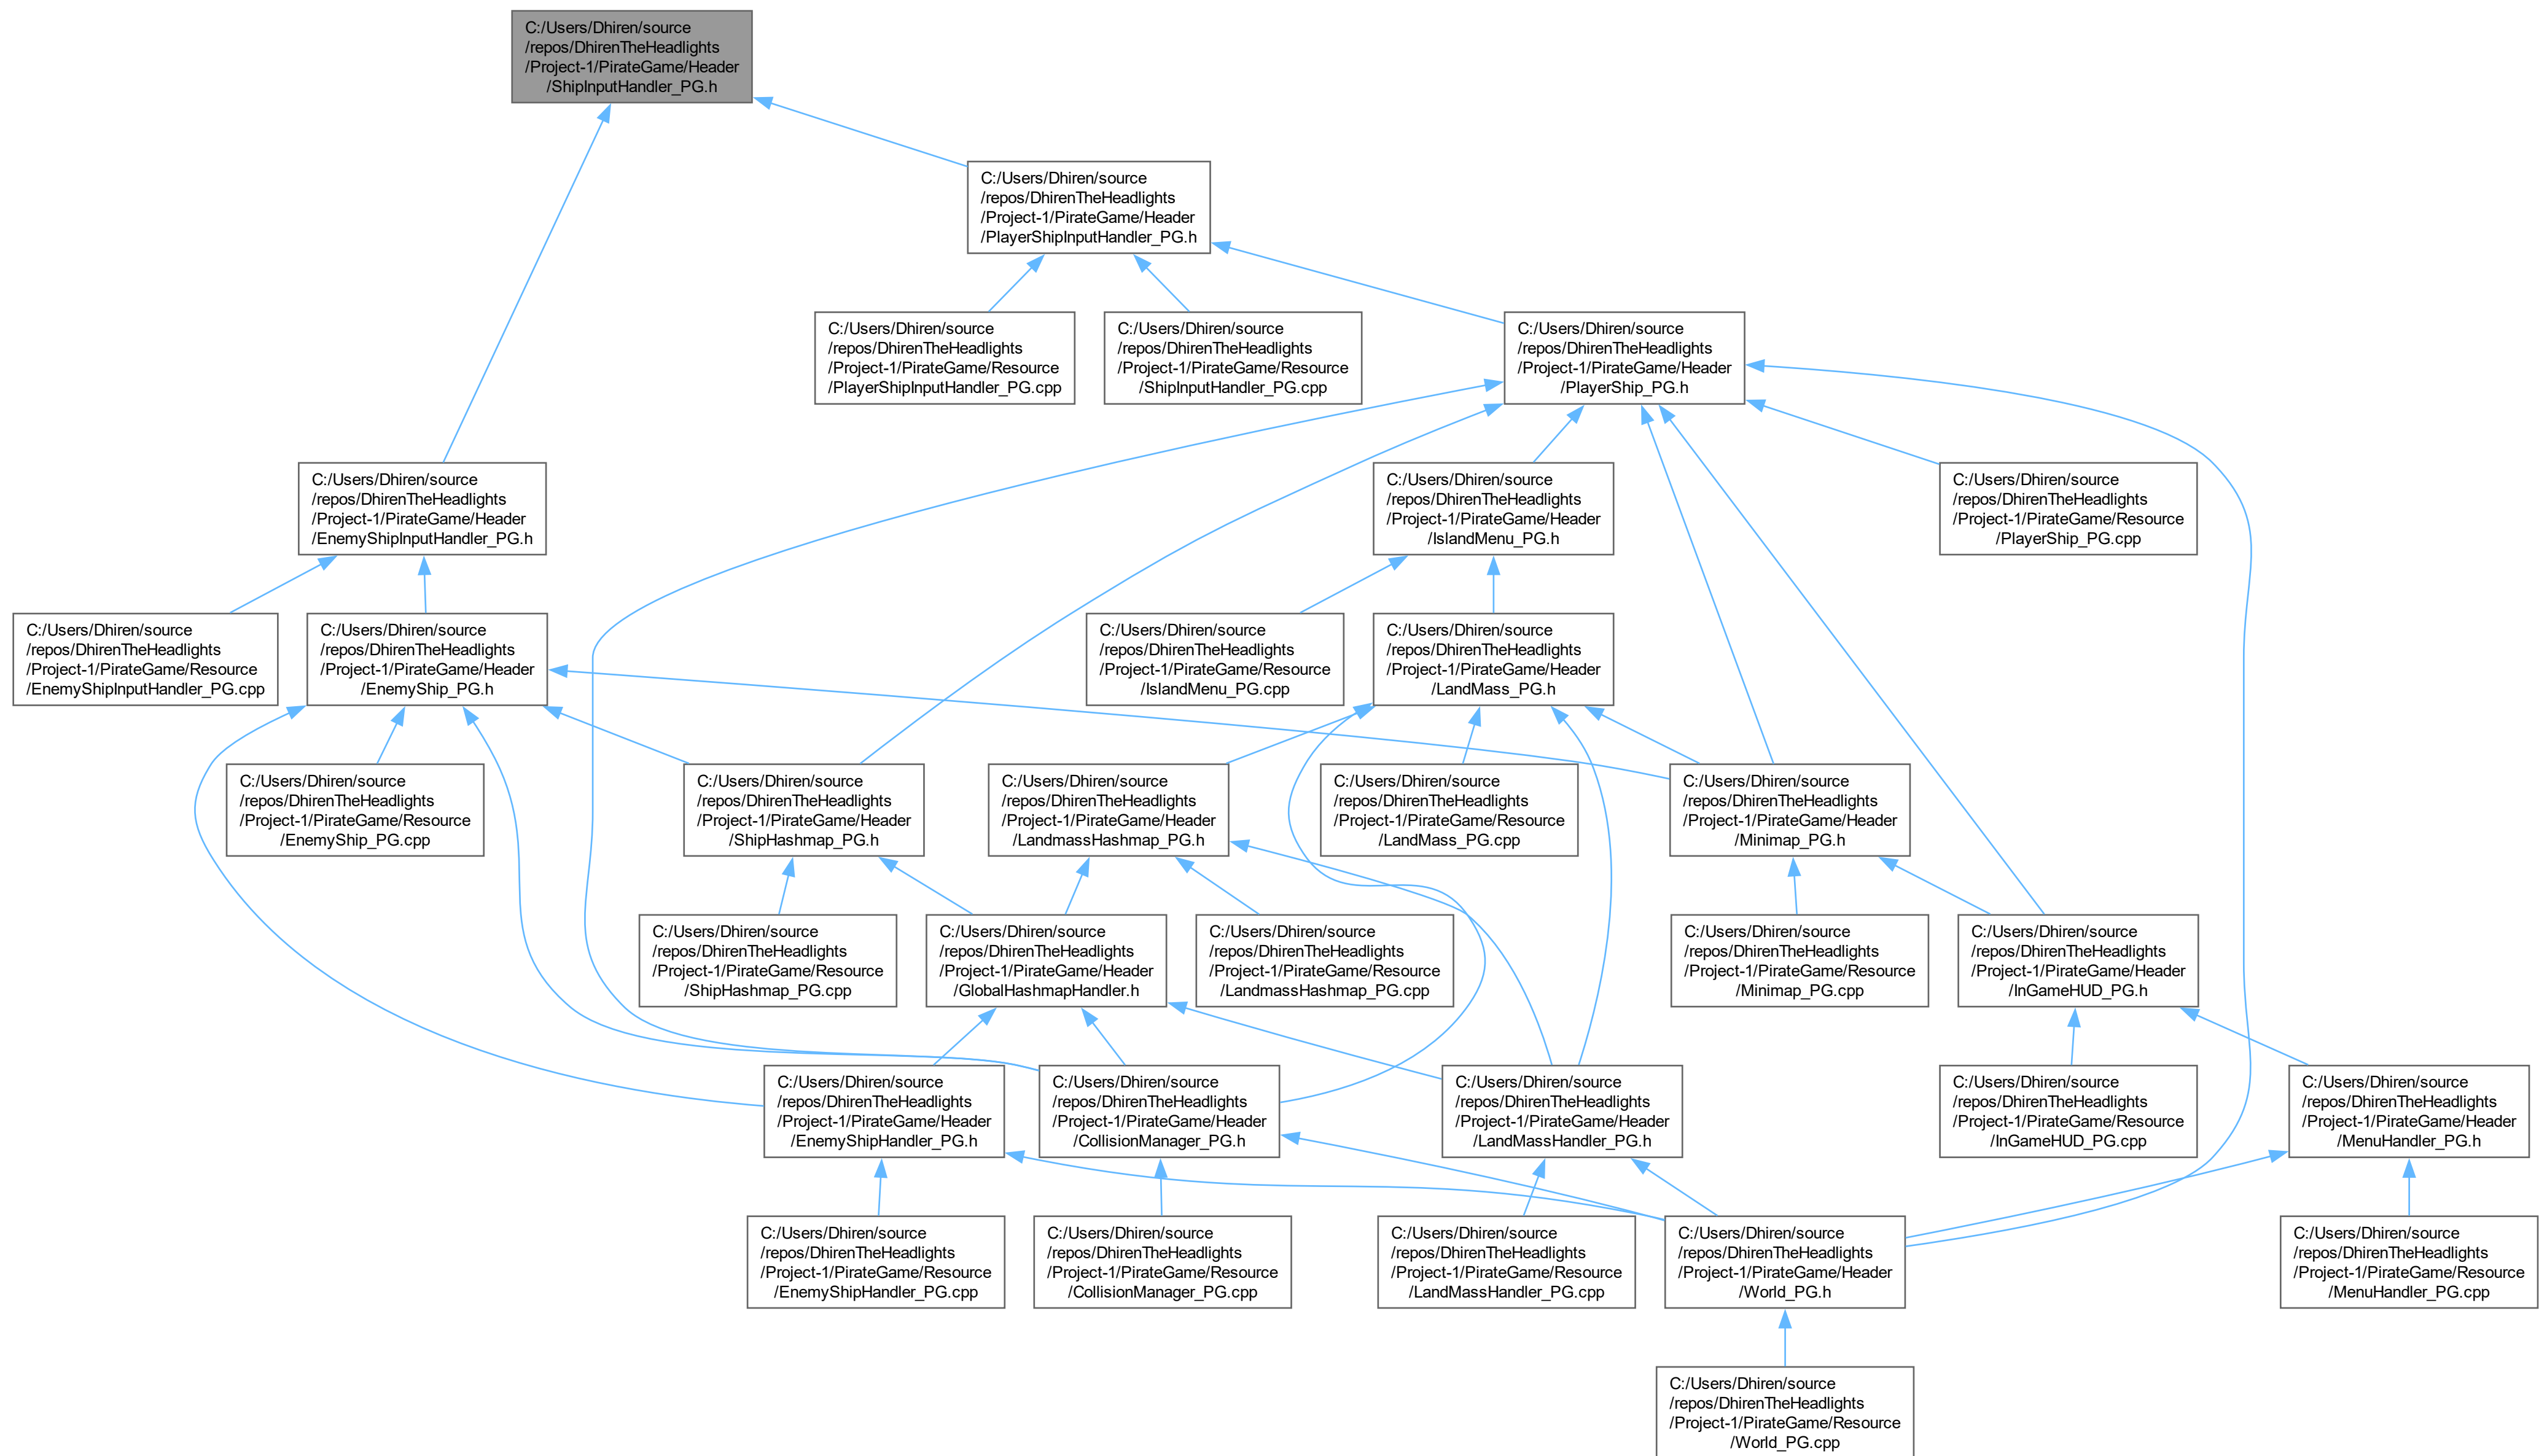 C:/Users/Dhiren/source
/repos/DhirenTheHeadlights
/Project-1/PirateGame/Header
/ShipInputHandler_PG.h
C:/Users/Dhiren/source
/repos/DhirenTheHeadlights
/Project-1/PirateGame/Header
/PlayerShipInputHandler_PG.h
C:/Users/Dhiren/source
/repos/DhirenTheHeadlights
/Project-1/PirateGame/Resource
/PlayerShipInputHandler_PG.cpp
C:/Users/Dhiren/source
/repos/DhirenTheHeadlights
/Project-1/PirateGame/Resource
/ShipInputHandler_PG.cpp
C:/Users/Dhiren/source
/repos/DhirenTheHeadlights
/Project-1/PirateGame/Header
/PlayerShip_PG.h
C:/Users/Dhiren/source
/repos/DhirenTheHeadlights
/Project-1/PirateGame/Header
/EnemyShipInputHandler_PG.h
C:/Users/Dhiren/source
/repos/DhirenTheHeadlights
/Project-1/PirateGame/Header
/IslandMenu_PG.h
C:/Users/Dhiren/source
/repos/DhirenTheHeadlights
/Project-1/PirateGame/Resource
/PlayerShip_PG.cpp
C:/Users/Dhiren/source
/repos/DhirenTheHeadlights
/Project-1/PirateGame/Resource
/EnemyShipInputHandler_PG.cpp
C:/Users/Dhiren/source
/repos/DhirenTheHeadlights
/Project-1/PirateGame/Header
/EnemyShip_PG.h
C:/Users/Dhiren/source
/repos/DhirenTheHeadlights
/Project-1/PirateGame/Resource
/IslandMenu_PG.cpp
C:/Users/Dhiren/source
/repos/DhirenTheHeadlights
/Project-1/PirateGame/Header
/LandMass_PG.h
C:/Users/Dhiren/source
/repos/DhirenTheHeadlights
/Project-1/PirateGame/Resource
/EnemyShip_PG.cpp
C:/Users/Dhiren/source
/repos/DhirenTheHeadlights
/Project-1/PirateGame/Header
/ShipHashmap_PG.h
C:/Users/Dhiren/source
/repos/DhirenTheHeadlights
/Project-1/PirateGame/Header
/LandmassHashmap_PG.h
C:/Users/Dhiren/source
/repos/DhirenTheHeadlights
/Project-1/PirateGame/Resource
/LandMass_PG.cpp
C:/Users/Dhiren/source
/repos/DhirenTheHeadlights
/Project-1/PirateGame/Header
/Minimap_PG.h
C:/Users/Dhiren/source
/repos/DhirenTheHeadlights
/Project-1/PirateGame/Resource
/ShipHashmap_PG.cpp
C:/Users/Dhiren/source
/repos/DhirenTheHeadlights
/Project-1/PirateGame/Header
/GlobalHashmapHandler.h
C:/Users/Dhiren/source
/repos/DhirenTheHeadlights
/Project-1/PirateGame/Resource
/LandmassHashmap_PG.cpp
C:/Users/Dhiren/source
/repos/DhirenTheHeadlights
/Project-1/PirateGame/Resource
/Minimap_PG.cpp
C:/Users/Dhiren/source
/repos/DhirenTheHeadlights
/Project-1/PirateGame/Header
/InGameHUD_PG.h
C:/Users/Dhiren/source
/repos/DhirenTheHeadlights
/Project-1/PirateGame/Header
/EnemyShipHandler_PG.h
C:/Users/Dhiren/source
/repos/DhirenTheHeadlights
/Project-1/PirateGame/Header
/CollisionManager_PG.h
C:/Users/Dhiren/source
/repos/DhirenTheHeadlights
/Project-1/PirateGame/Header
/LandMassHandler_PG.h
C:/Users/Dhiren/source
/repos/DhirenTheHeadlights
/Project-1/PirateGame/Resource
/InGameHUD_PG.cpp
C:/Users/Dhiren/source
/repos/DhirenTheHeadlights
/Project-1/PirateGame/Header
/MenuHandler_PG.h
C:/Users/Dhiren/source
/repos/DhirenTheHeadlights
/Project-1/PirateGame/Resource
/EnemyShipHandler_PG.cpp
C:/Users/Dhiren/source
/repos/DhirenTheHeadlights
/Project-1/PirateGame/Resource
/CollisionManager_PG.cpp
C:/Users/Dhiren/source
/repos/DhirenTheHeadlights
/Project-1/PirateGame/Resource
/LandMassHandler_PG.cpp
C:/Users/Dhiren/source
/repos/DhirenTheHeadlights
/Project-1/PirateGame/Header
/World_PG.h
C:/Users/Dhiren/source
/repos/DhirenTheHeadlights
/Project-1/PirateGame/Resource
/MenuHandler_PG.cpp
C:/Users/Dhiren/source
/repos/DhirenTheHeadlights
/Project-1/PirateGame/Resource
/World_PG.cpp